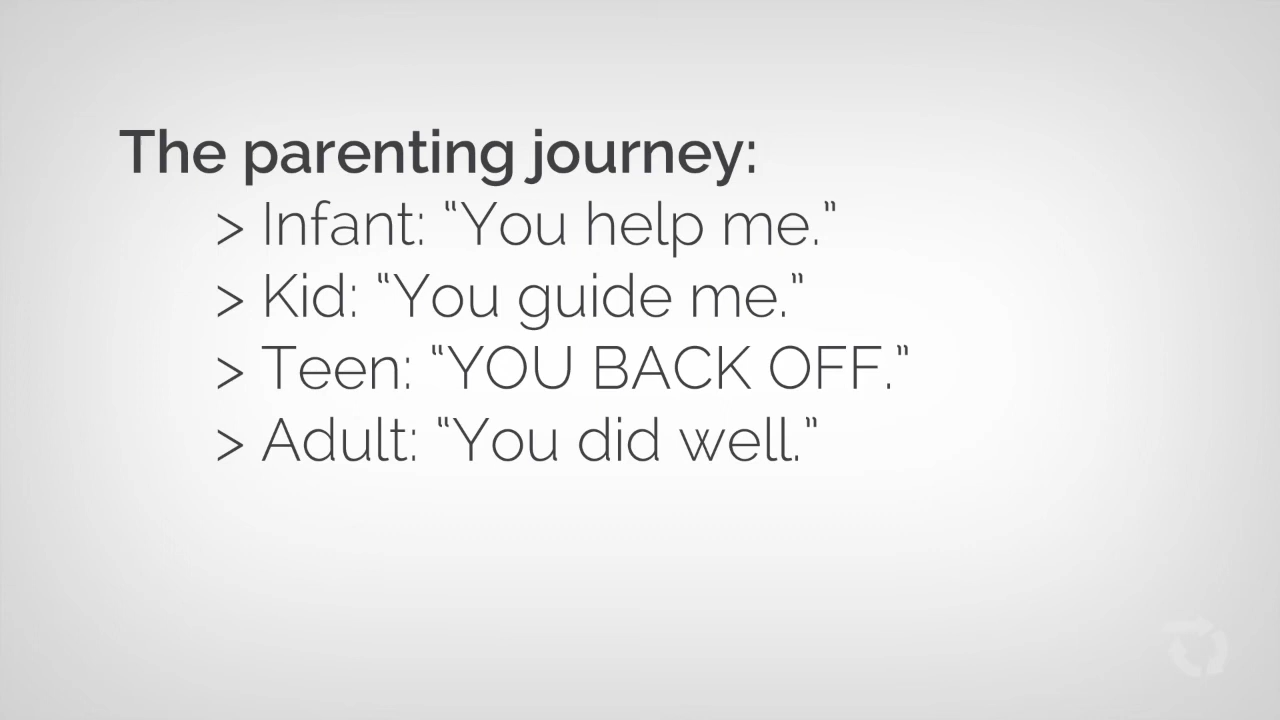 The parenting journey:
> Infant: “You help me.”
> Kid: “You guide me.”
> Teen: “YOU BACK OFF.”
> Adult: “You did well.”